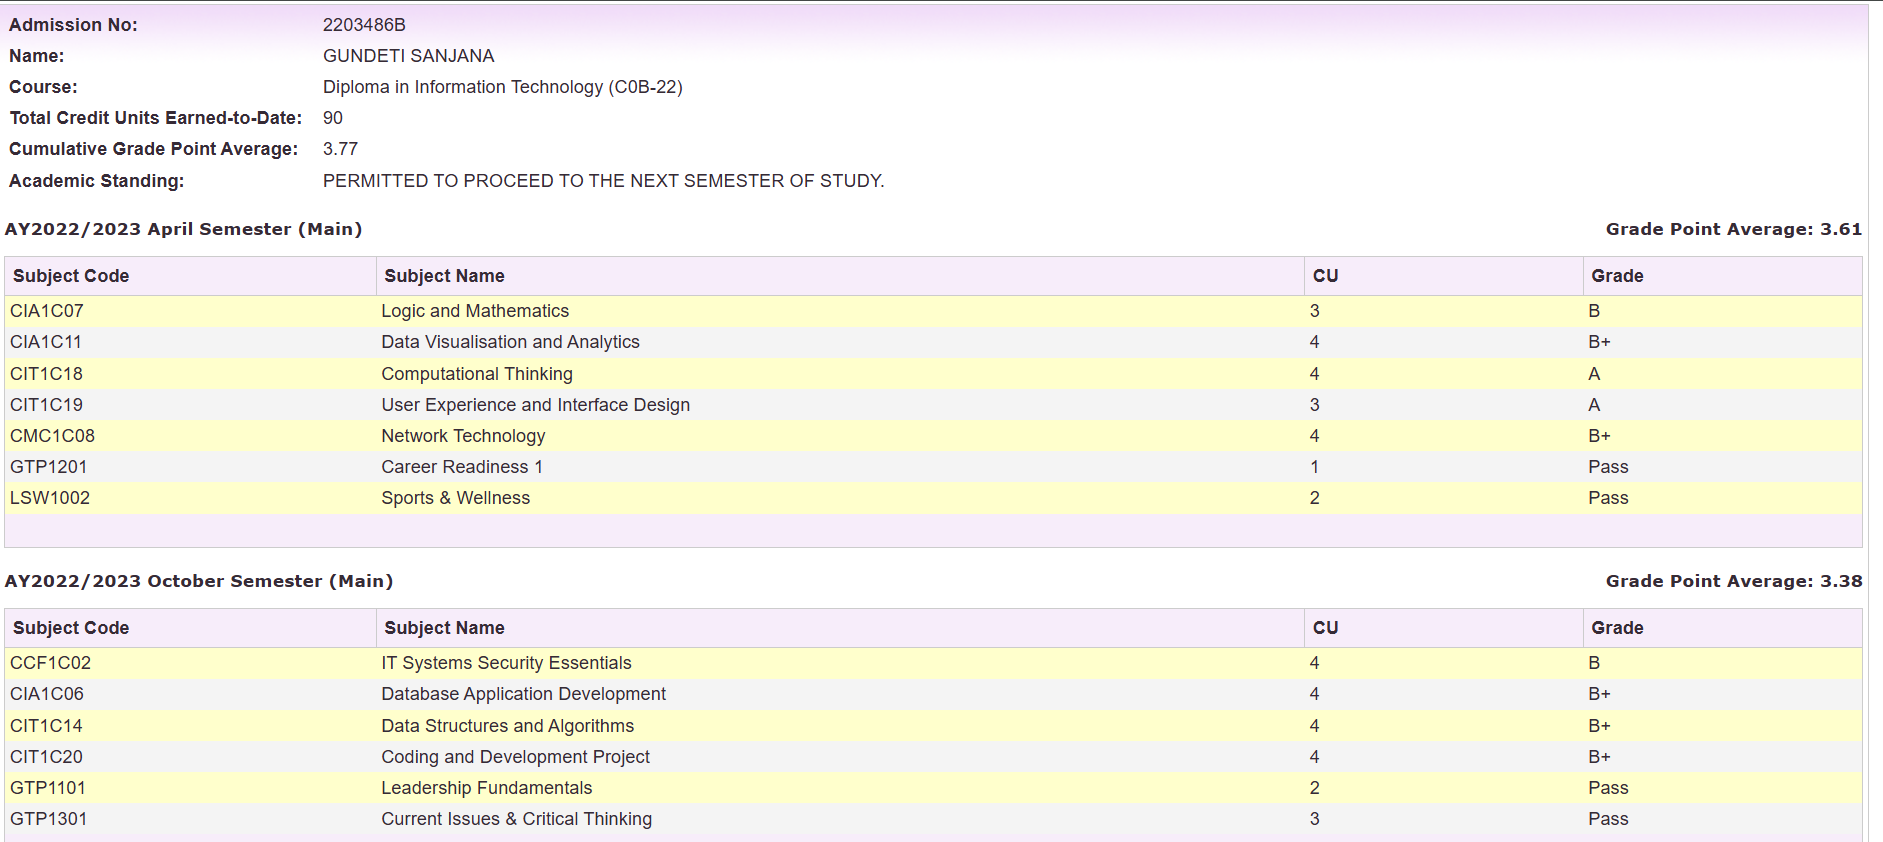 Admission No: 2203486B
Name: GUNDETI SANJANA
Course: Diploma in Information Technology (C0B-22)
Total Credit Units Earned-to-Date: 90
Cumulative Grade Point Average: 3.77
Academic Standing: PERMITTED TO PROCEED TO THE NEXT SEMESTER OF STUDY.
AY2022/2023 April Semester (Main) Grade Point Average: 3.61
Subject Code Subject Name CU Grade
CIA1C07 Logic and Mathematics 3 B
CIA1C11 Data Visualisation and Analytics 4 B+
CIT1C18 Computational Thinking 4 A
CIT1C19 User Experience and Interface Design 3 A
CMC1C08 Network Technology 4 B+
GTP1201 Career Readiness 1 1 Pass
LSW1002 Sports & Wellness 2 Pass
AY2022/2023 October Semester (Main) Grade Point Average: 3.38
Subject Code Subject Name CU Grade
CCF1C02 IT Systems Security Essentials 4 B
CIA1C06 Database Application Development 4 B+
CIT1C14 Data Structures and Algorithms 4 B+
CIT1C20 Coding and Development Project 4 B+
GTP1101 Leadership Fundamentals 2 Pass
GTP1301 Current Issues & Critical Thinking 3 Pass